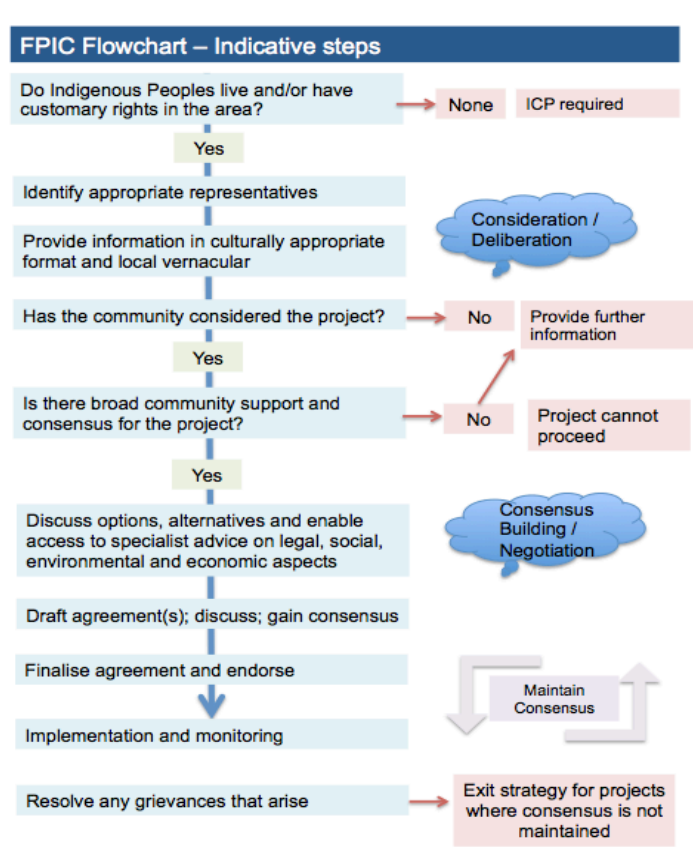 FPIC Flowchart – Indicative steps
Do Indigenous Peoples live and/or have
customary rights in the area?
None
ICP required
Yes
Identify appropriate representatives
Provide information in culturally appropriate
format and local vernacular
Consideration /
Deliberation
Has the community considered the project?
No
Provide further
information
Yes
Is there broad community support and
consensus for the project?
No
Project cannot
proceed
Yes
Discuss options, alternatives and enable
access to specialist advice on legal, social,
environmental and economic aspects
Consensus
Building /
Negotiation
Draft agreement(s); discuss; gain consensus
Finalise agreement and endorse
Maintain
Consensus
Implementation and monitoring
Resolve any grievances that arise
Exit strategy for projects
where consensus is not
maintained